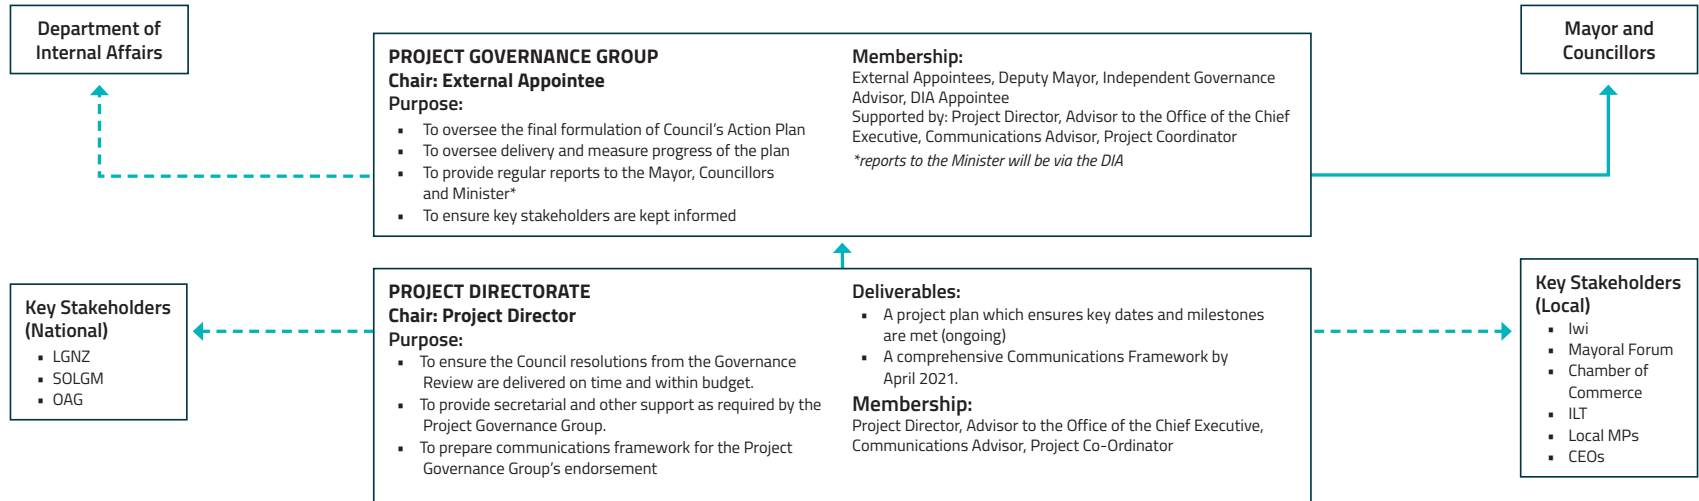 Department of
Internal Affairs
PROJECT GOVERNANCE GROUP
Chair: External Appointee
Purpose:
▪ To oversee the final formulation of Council's Action Plan
▪ To oversee delivery and measure progress of the plan
▪ To provide regular reports to the Mayor, Councillors
and Minister*
▪ To ensure key stakeholders are kept informed
Membership:
External Appointees, Deputy Mayor, Independent Governance
Advisor, DIA Appointee
Supported by: Project Director, Advisor to the Office of the Chief
Executive, Communications Advisor, Project Coordinator
*reports to the Minister will be via the DIA
Mayor and
Councillors
Key Stakeholders
(National)
▪ LGNZ
▪ SOLGM
▪ OAG
PROJECT DIRECTORATE
Chair: Project Director
Purpose:
▪ To ensure the Council resolutions from the Governance
Review are delivered on time and within budget.
▪ To provide secretarial and other support as required by the
Project Governance Group.
▪ To prepare communications framework for the Project
Governance Group's endorsement
Deliverables:
▪ A project plan which ensures key dates and milestones
are met (ongoing)
▪ A comprehensive Communications Framework by
April 2021.
Membership:
Project Director, Advisor to the Office of the Chief Executive,
Communications Advisor, Project Co-Ordinator
Key Stakeholders
(Local)
▪ Iwi
▪ Mayoral Forum
▪ Chamber of
Commerce
▪ ILT
▪ Local MPs
▪ CEOs